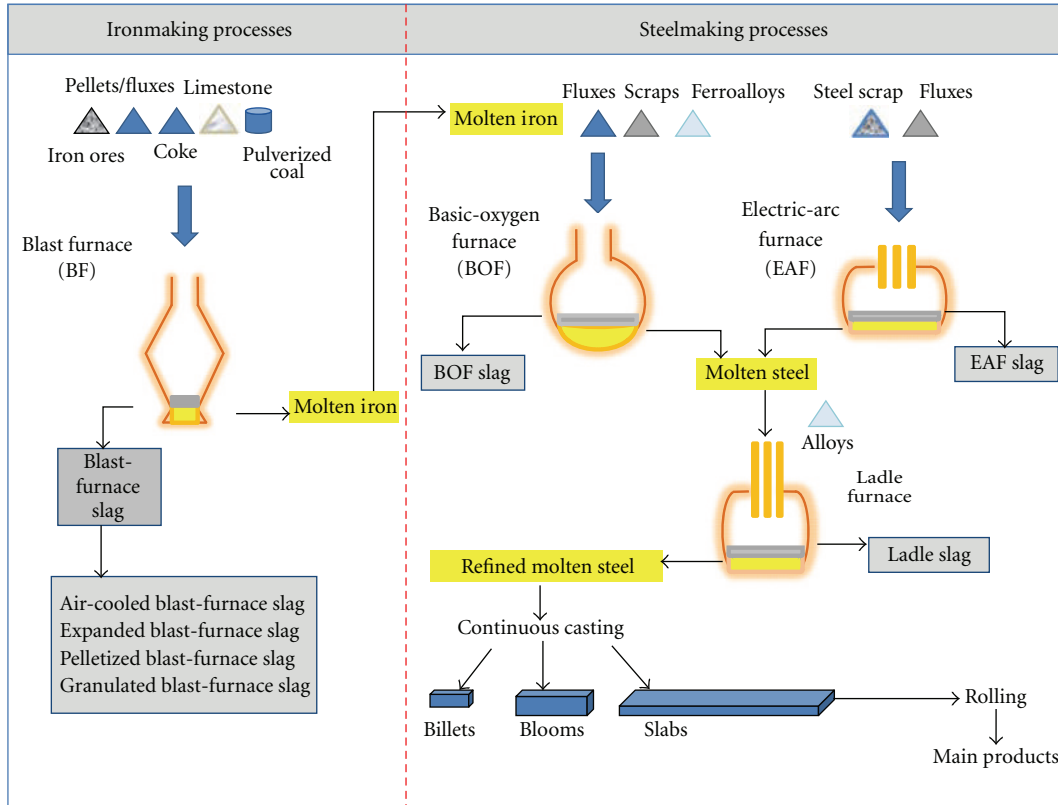 Ironmaking processes
Steelmaking processes
Pellets/fluxes
Limestone
Iron ores
Coke
Pulverized
coal
Blast furnace
(BF)
Molten iron
Blast-
furnace
slag
Air-cooled blast-furnace slag
Expanded blast-furnace slag
Pelletized blast-furnace slag
Granulated blast-furnace slag
Molten iron
Fluxes
Scraps
Ferroalloys
Steel scrap
Fluxes
Basic-oxygen
furnace
(BOF)
Electric-arc
furnace
(EAF)
BOF slag
Molten steel
EAF slag
Alloys
Ladle
furnace
Ladle slag
Refined molten steel
Continuous casting
Billets
Blooms
Slabs
Rolling
Main products